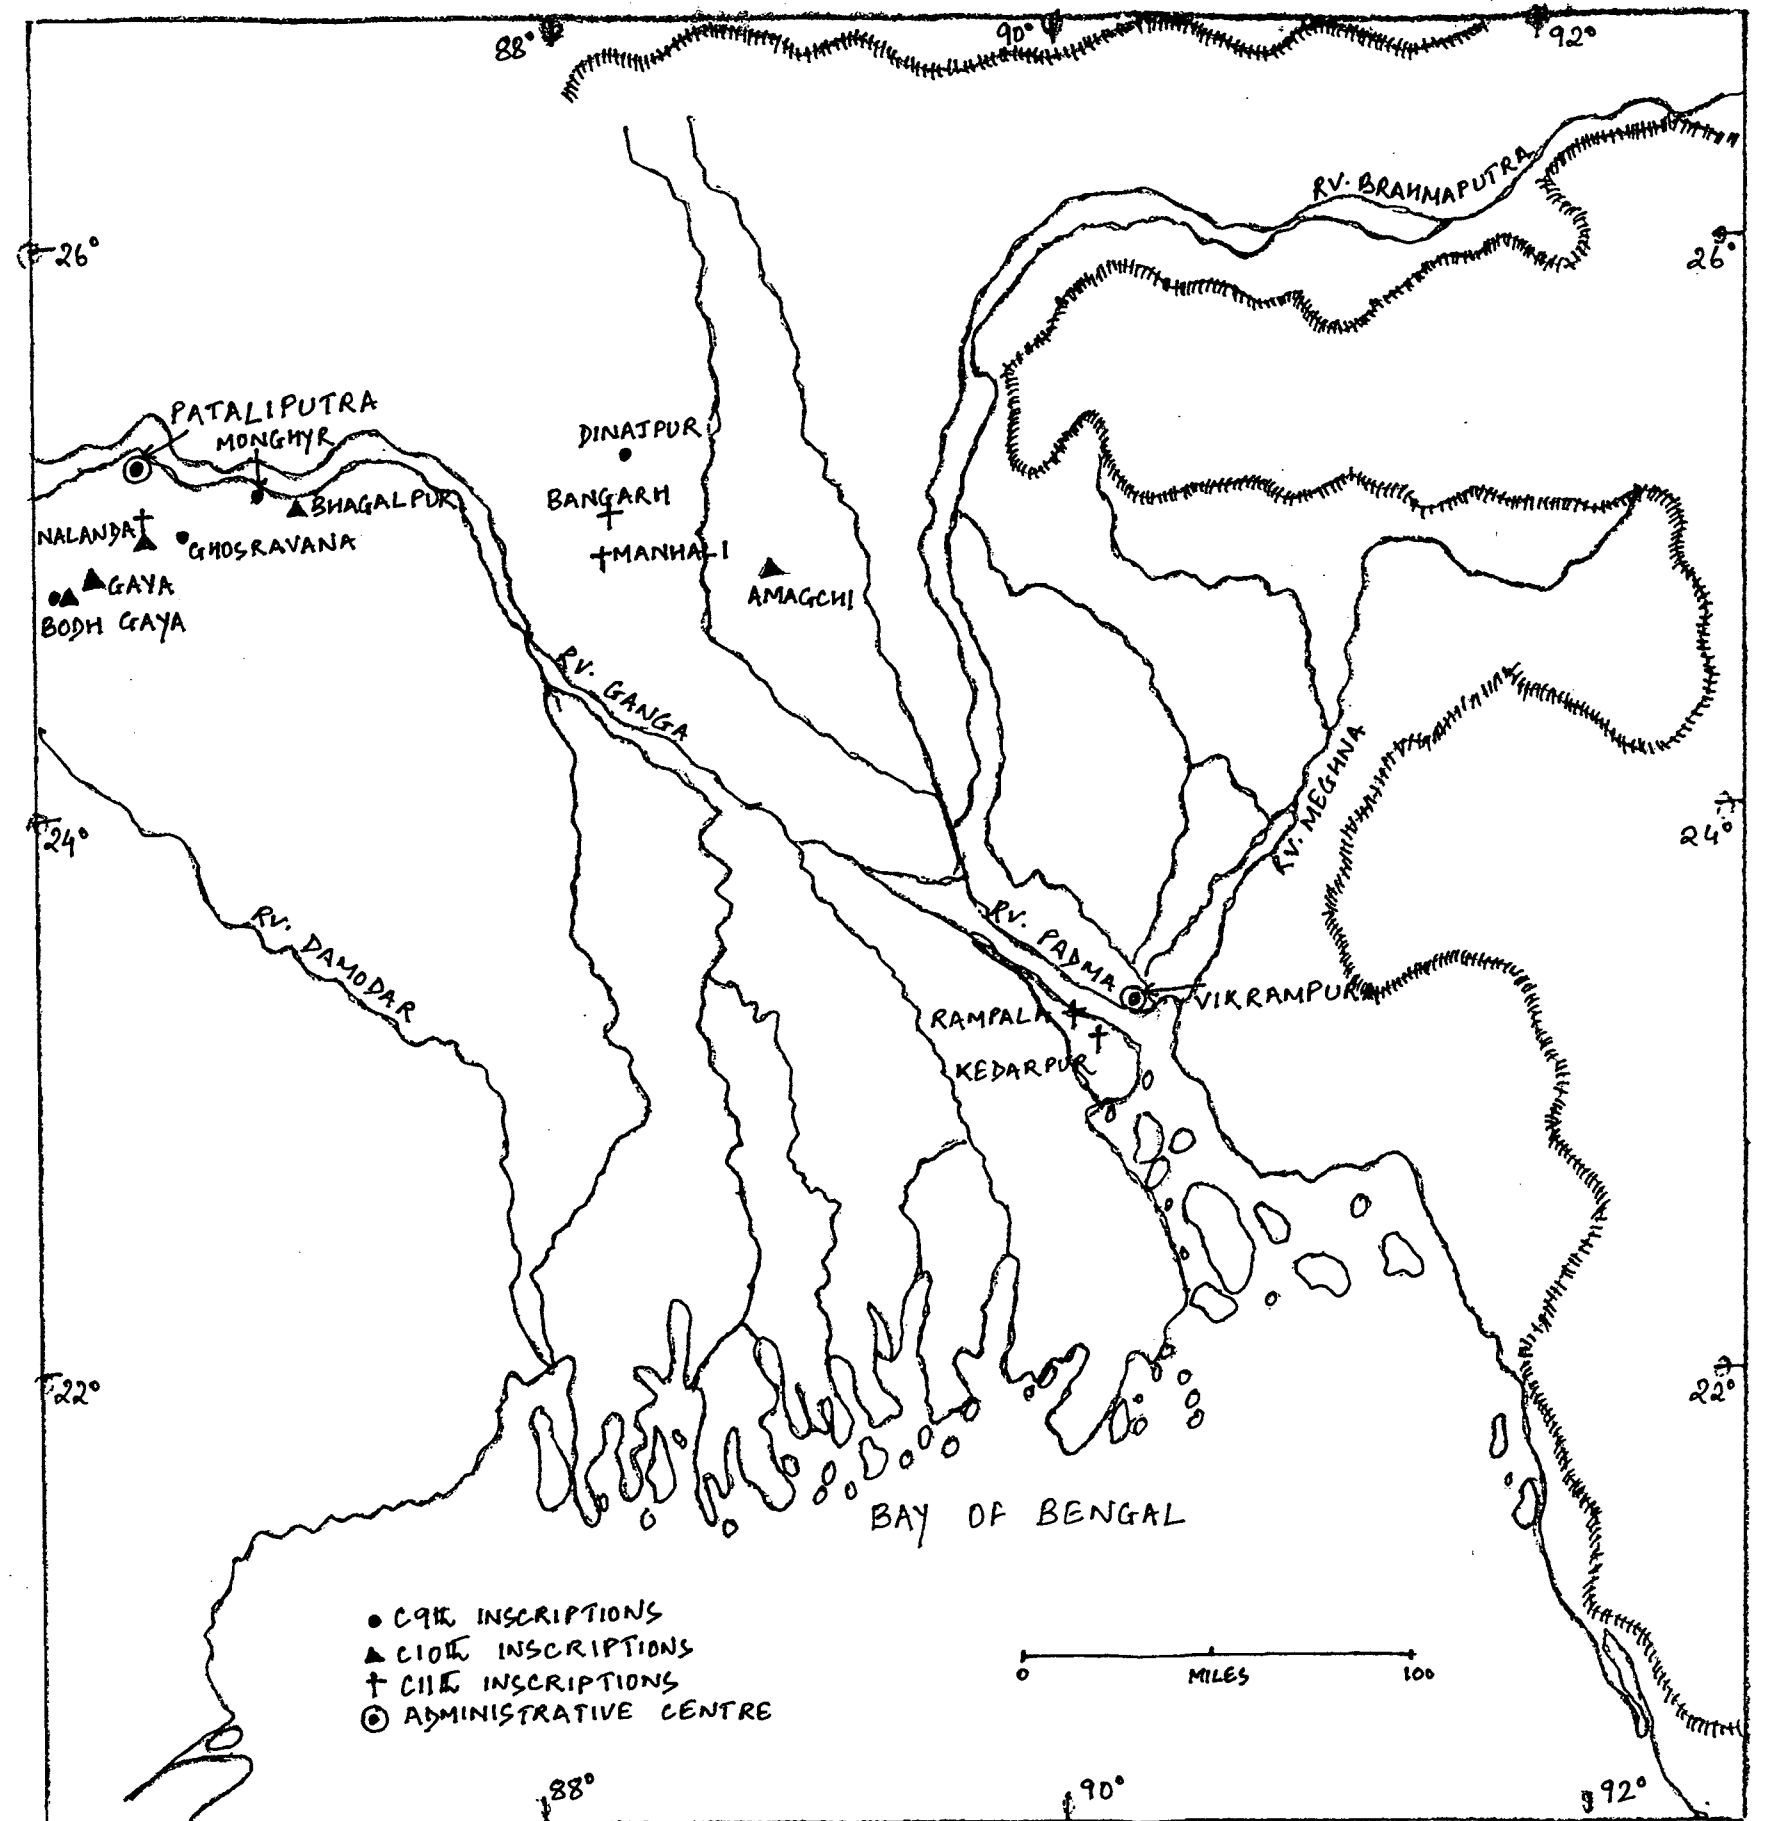 88°
90°
92°
RV. BRAHMAPUTRA
26°
26°
PATALIPUTRA
MONGHYR
DINAJPUR
BHAGALPUR
BANGARH
NALANDA
GHOSRAVANA
MANHALI
GAYA
AMAGCHI
BODH GAYA
RV. GANGA
RV. MEGHNA
24°
24°
RV. DAMODAR
RV. PADMA
VIKRAMPUR
RAMPALA
KEDARPUR
22°
22°
BAY OF BENGAL
C9th INSCRIPTIONS
C10th INSCRIPTIONS
C11th INSCRIPTIONS
ADMINISTRATIVE CENTRE
0 MILES 100
88°
90°
92°